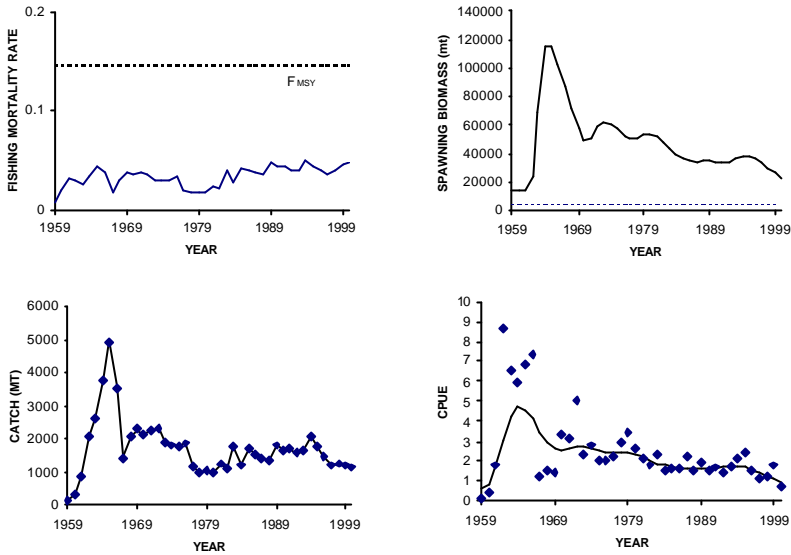 FISHING MORTALITY RATE
0.2
0.1
0
F MSY
1959 1969 1979 1989 1999
YEAR
SPAWNING BIOMASS (mt)
140000
120000
100000
80000
60000
40000
20000
0
1959 1969 1979 1989 1999
YEAR
CATCH (MT)
6000
5000
4000
3000
2000
1000
0
1959 1969 1979 1989 1999
YEAR
CPUE
10
9
8
7
6
5
4
3
2
1
0
1959 1969 1979 1989 1999
YEAR